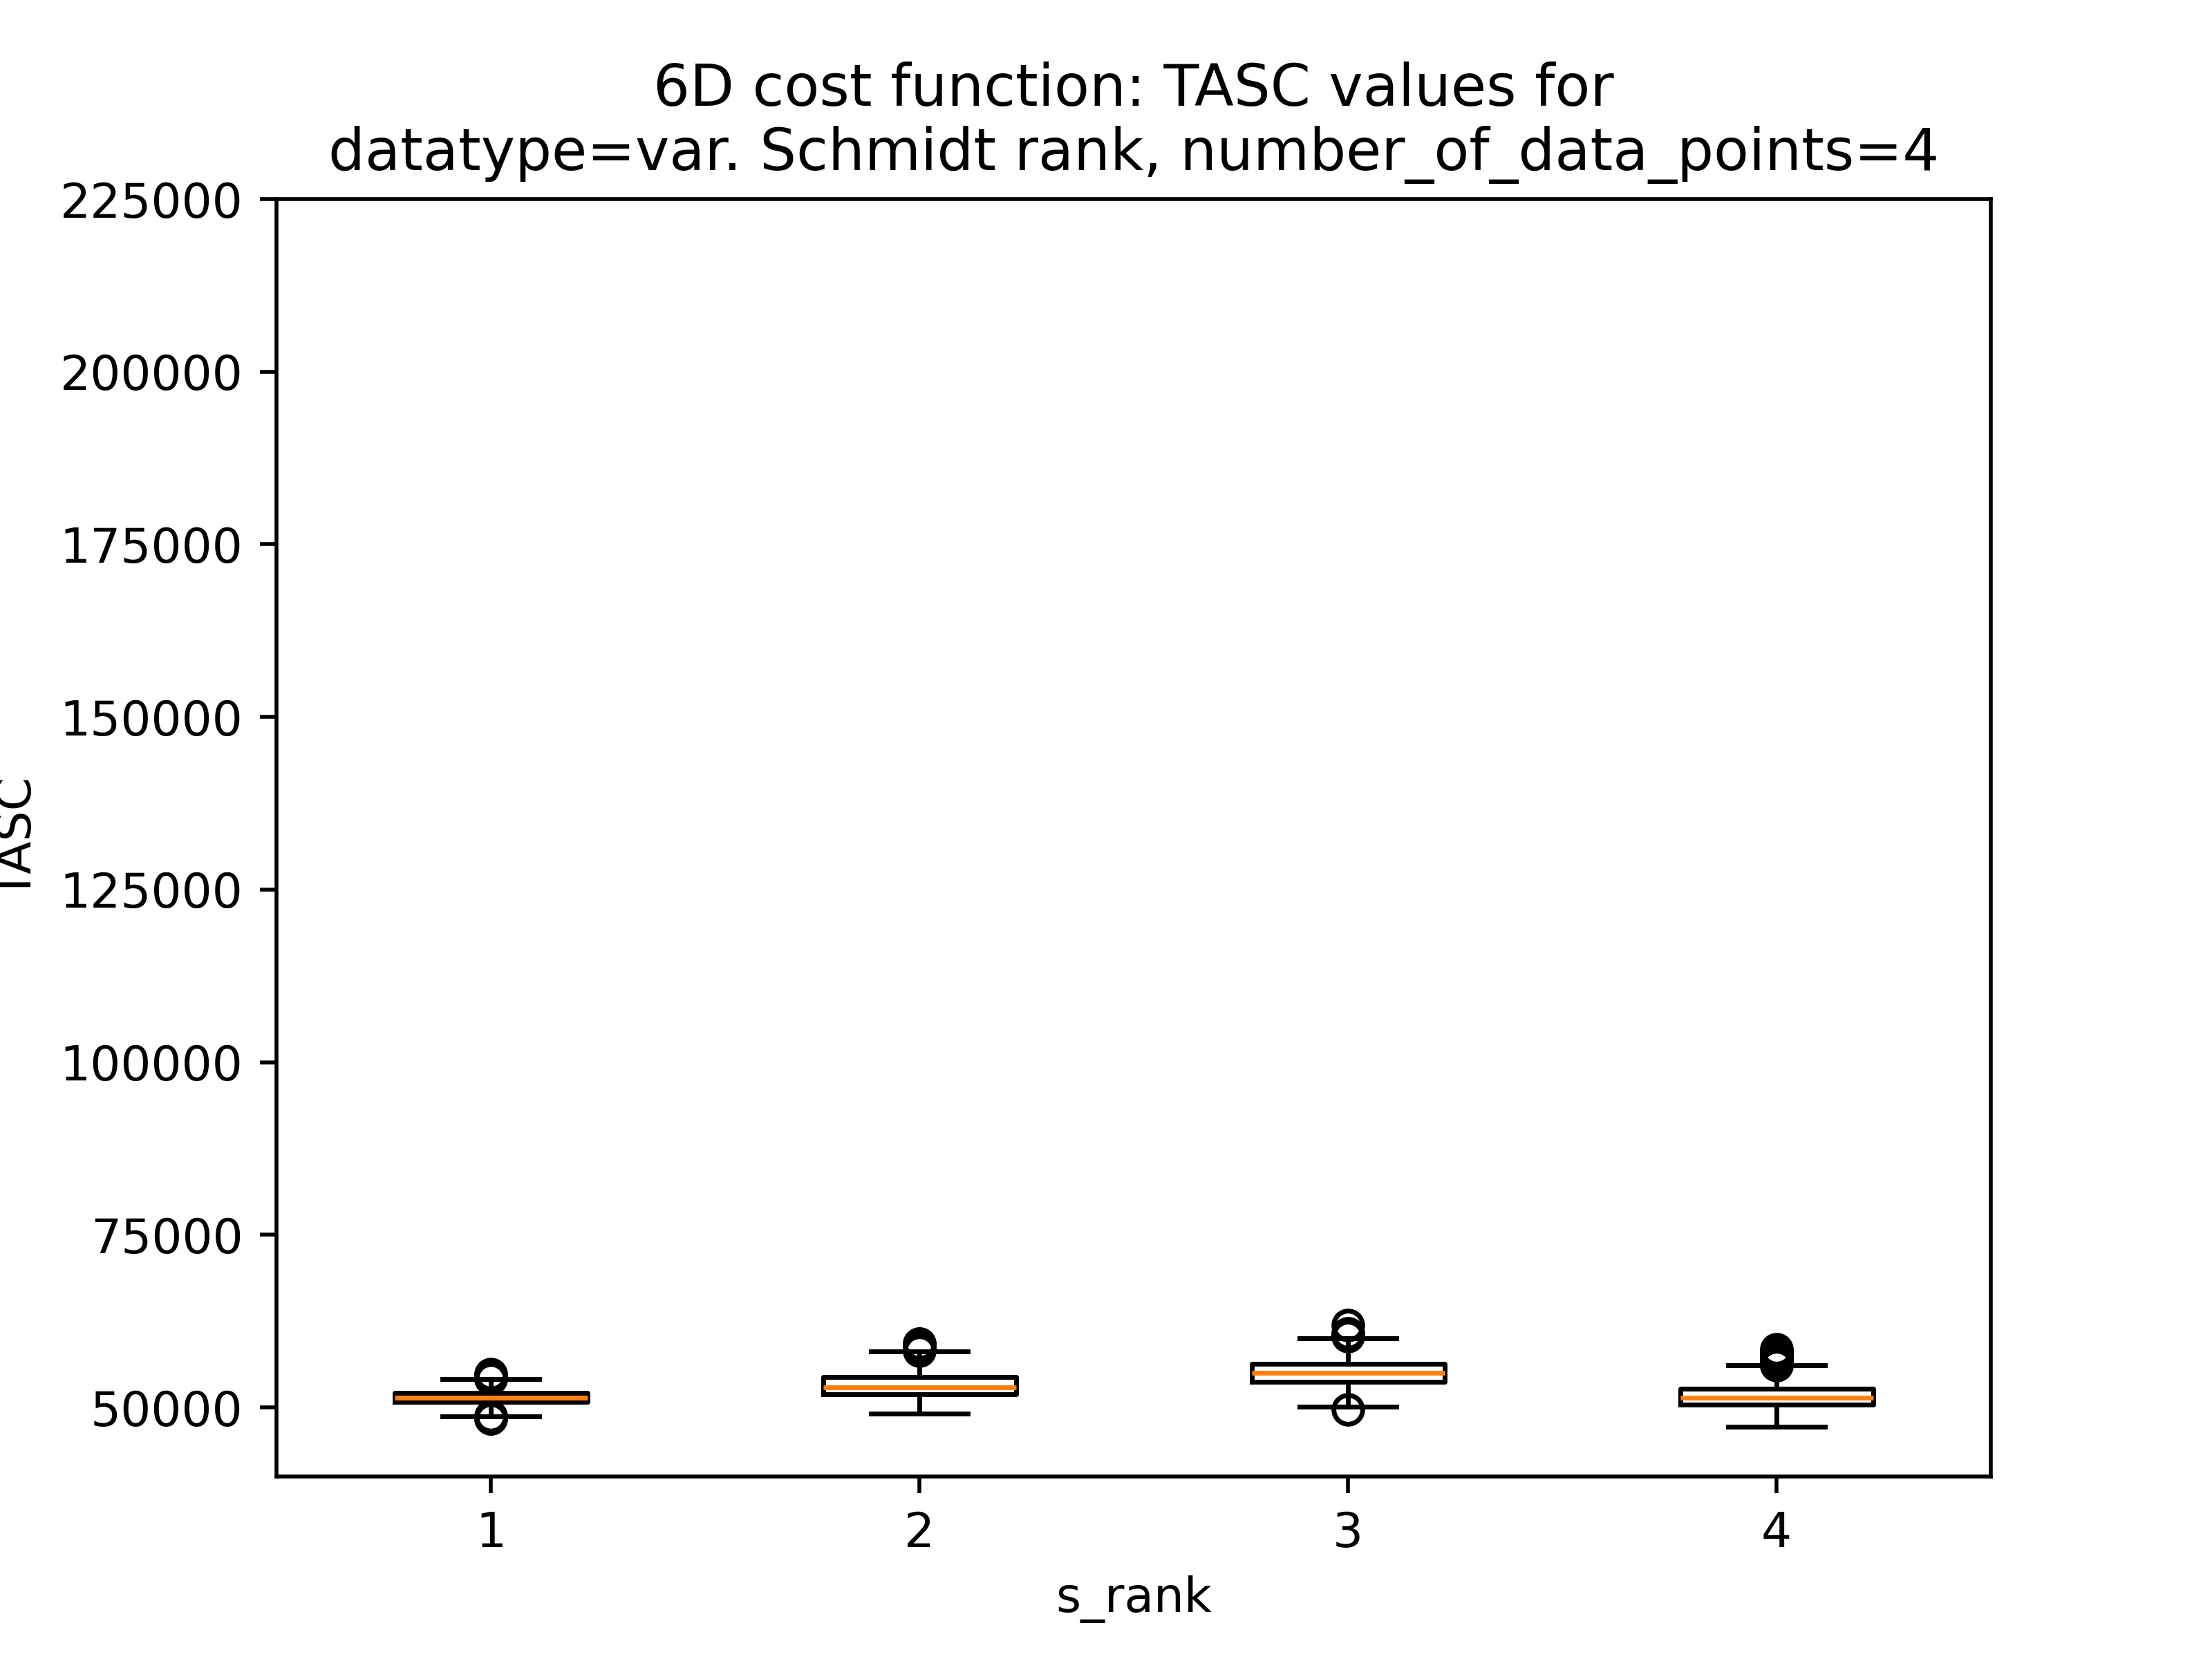 6D cost function: TASC values for
datatype=var. Schmidt rank, number_of_data_points=4
225000
200000
175000
150000
125000
100000
75000
50000
TASC
1 2 3 4
s_rank